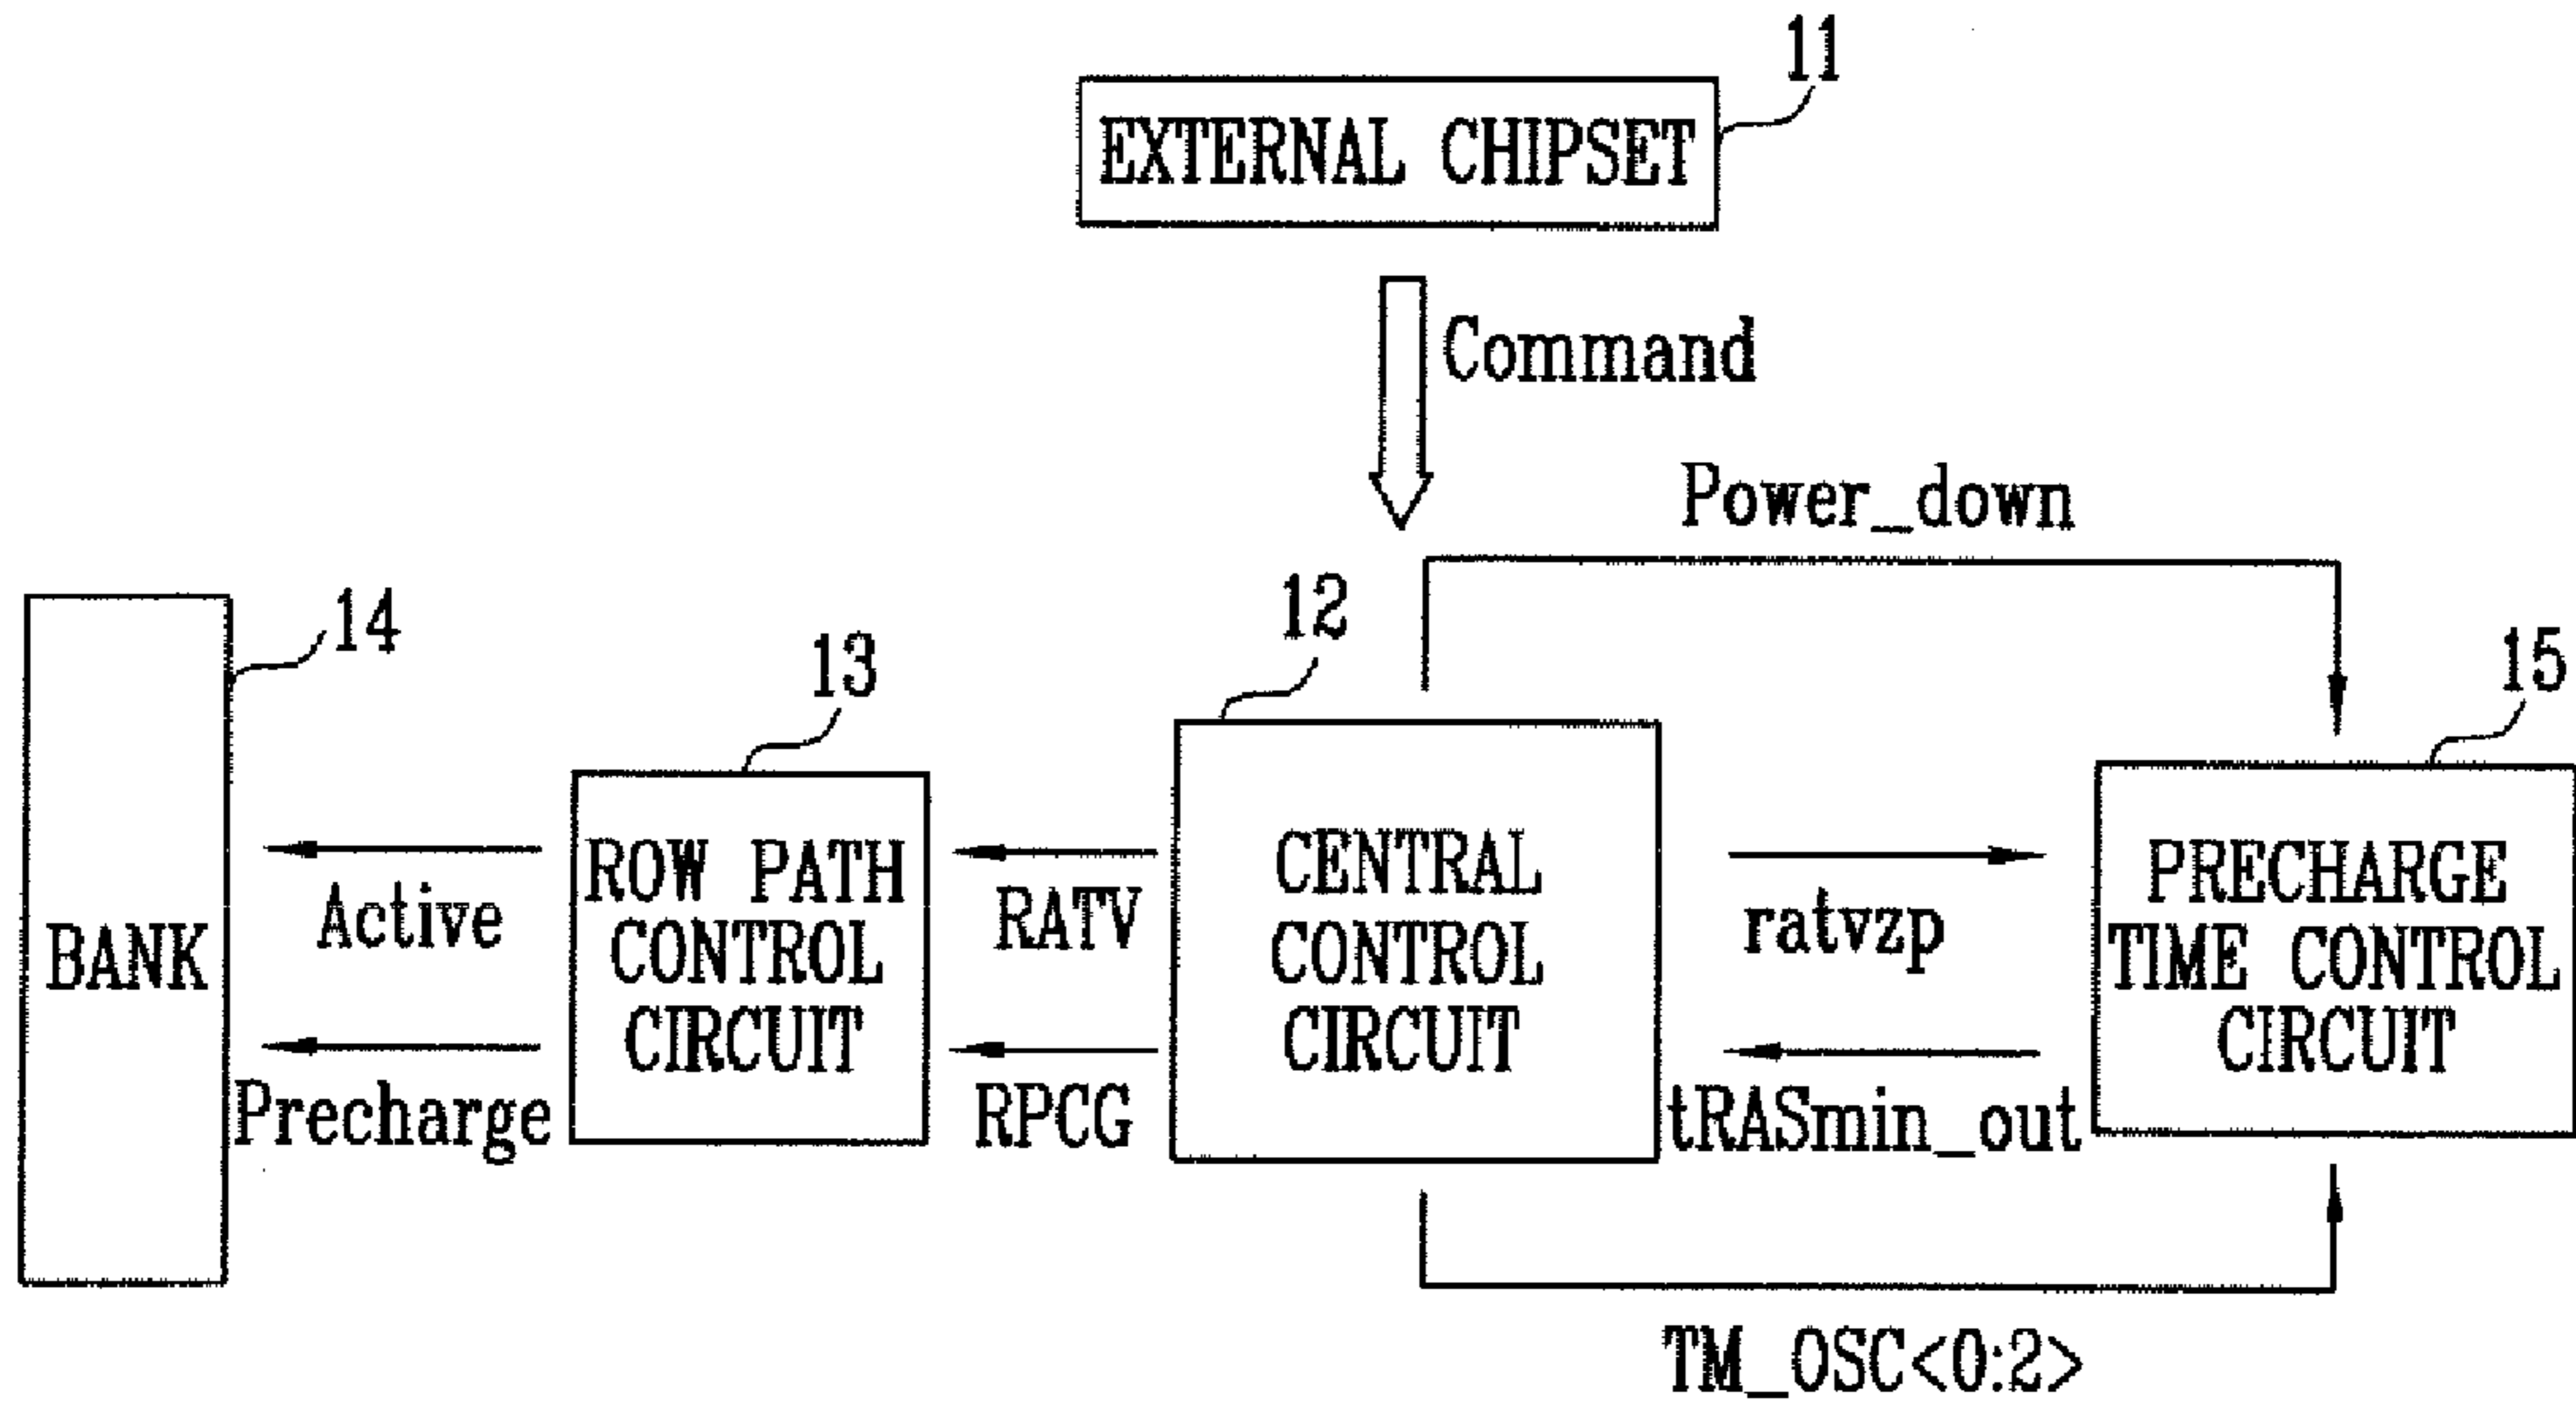 11
EXTERNAL CHIPSET
Command
Power_down
14
13
12
15
BANK
Active
Precharge
ROW PATH
CONTROL
CIRCUIT
RATV
RPCG
CENTRAL
CONTROL
CIRCUIT
ratvzp
tRASmin_out
PRECHARGE
TIME CONTROL
CIRCUIT
TM_OSC<0:2>